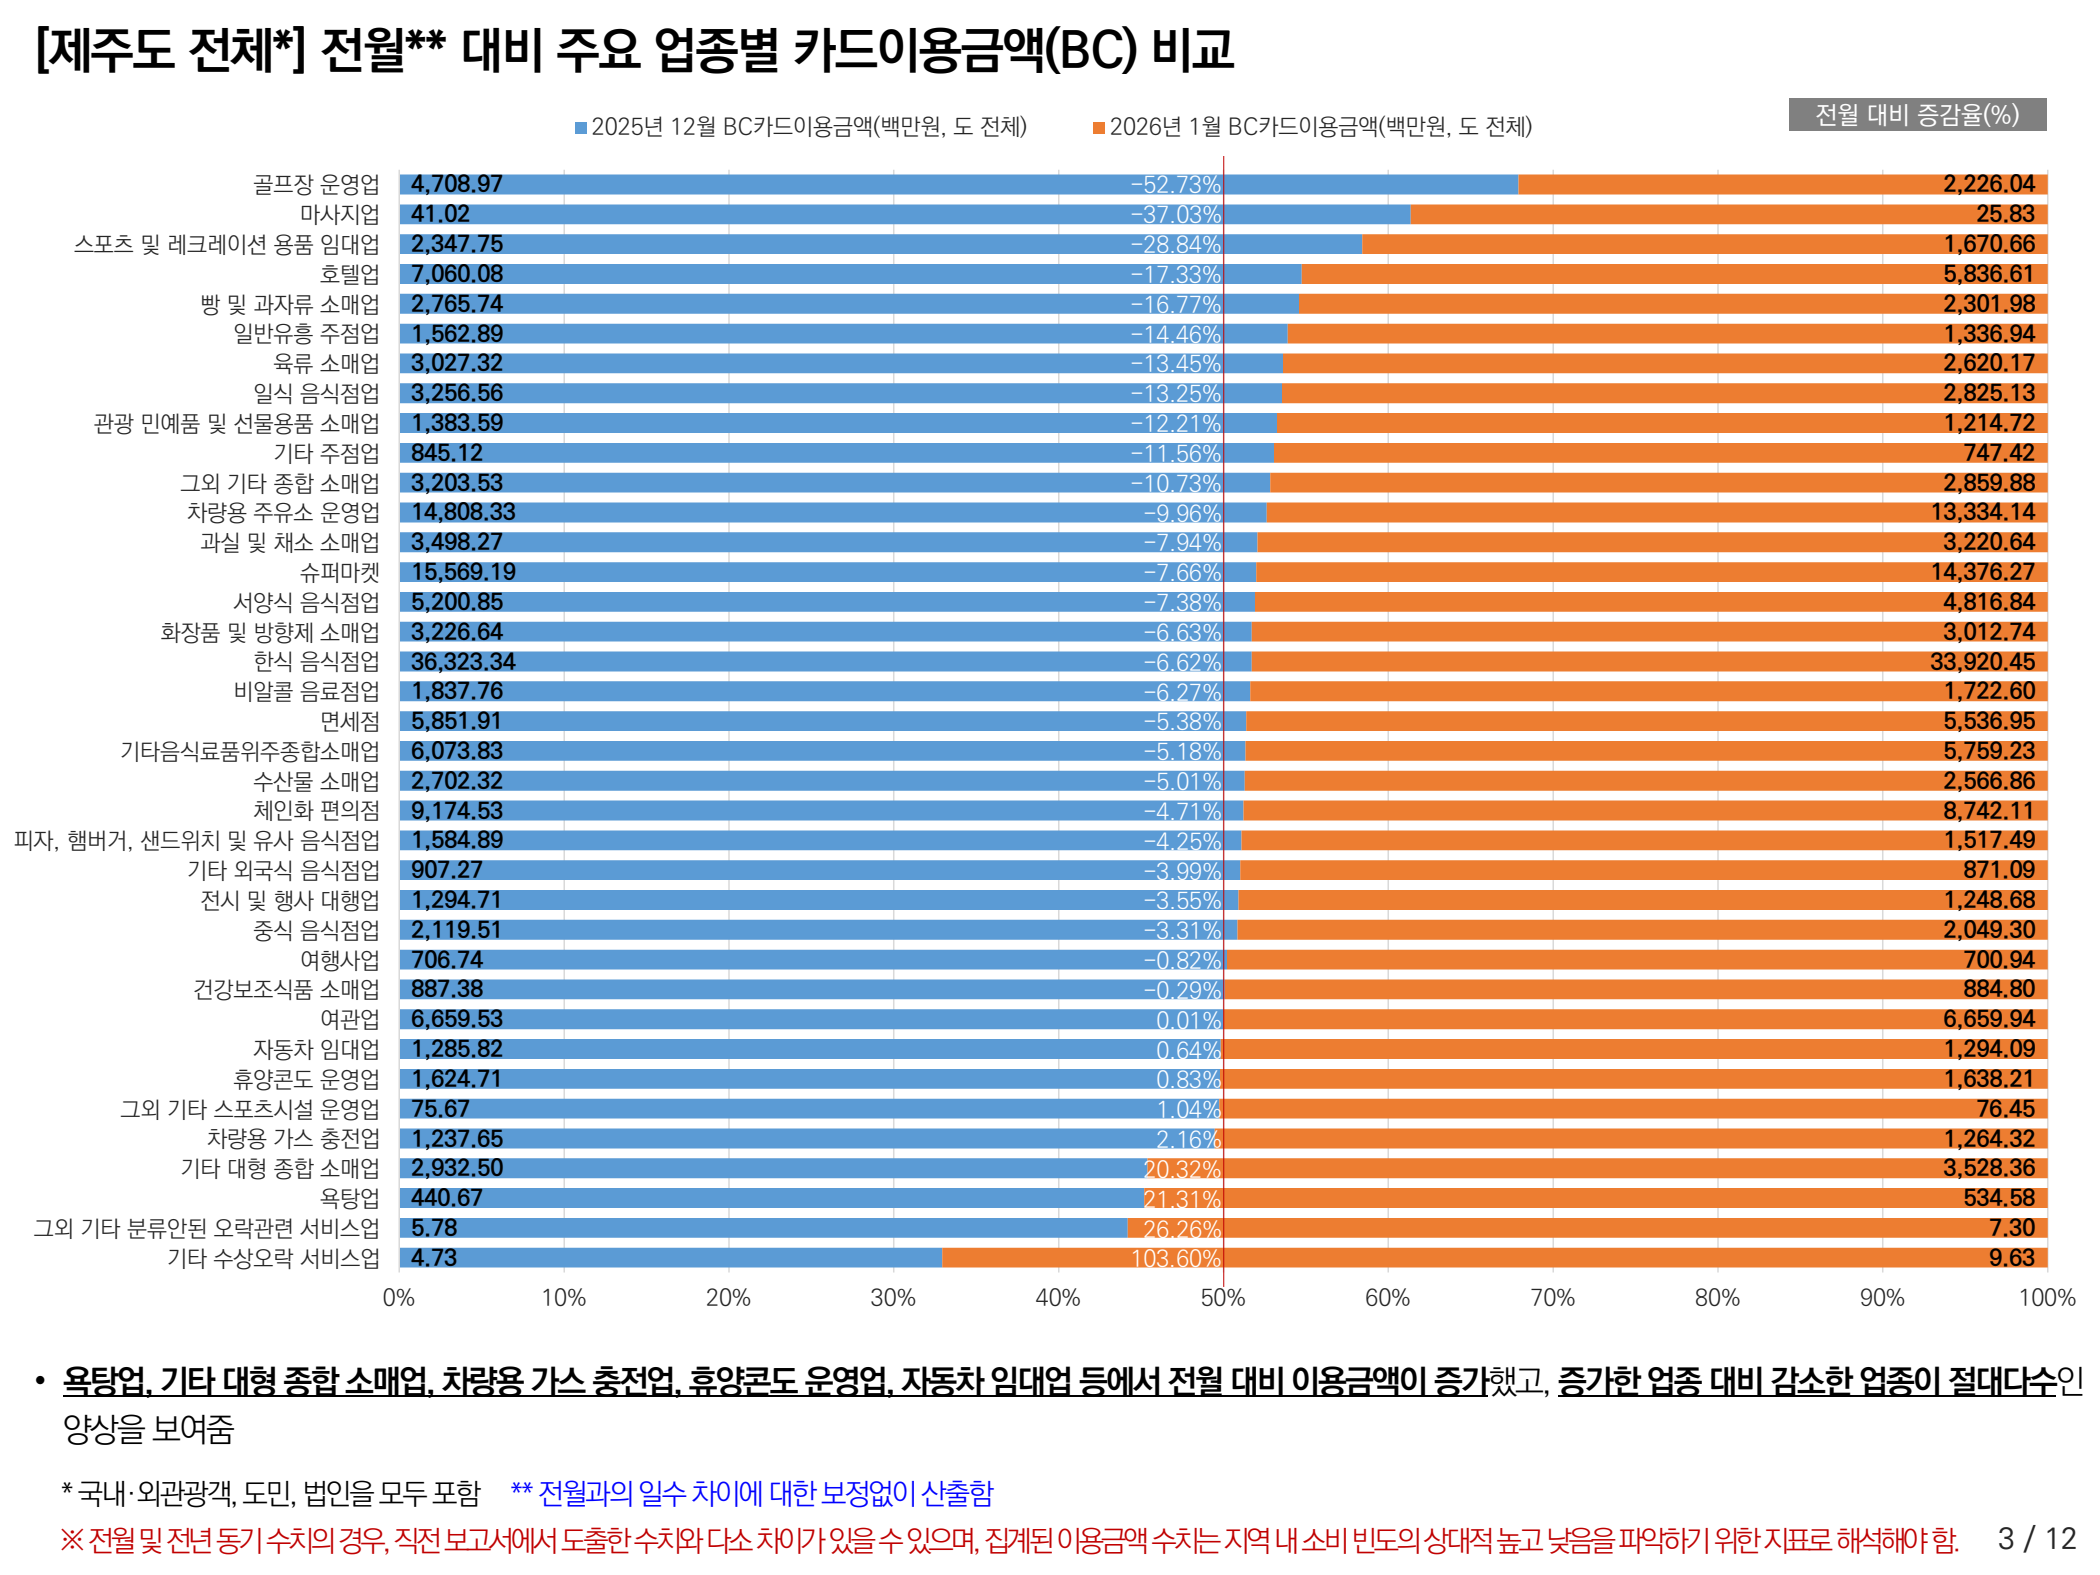 [제주도 전체*] 전월** 대비 주요 업종별 카드이용금액(BC) 비교
2025년 12월 BC카드이용금액(백만원, 도 전체) 2026년 1월 BC카드이용금액(백만원, 도 전체) 전월 대비 증감율(%)
골프장 운영업 4,708.97 -52.73% 2,226.04
마사지업 41.02 -37.03% 25.83
스포츠 및 레크레이션 용품 임대업 2,347.75 -28.84% 1,670.66
호텔업 7,060.08 -17.33% 5,836.61
빵 및 과자류 소매업 2,765.74 -16.77% 2,301.98
일반유흥 주점업 1,562.89 -14.46% 1,336.94
육류 소매업 3,027.32 -13.45% 2,620.17
일식 음식점업 3,256.56 -13.25% 2,825.13
관광 민예품 및 선물용품 소매업 1,383.59 -12.21% 1,214.72
기타 주점업 845.12 -11.56% 747.42
그외 기타 종합 소매업 3,203.53 -10.73% 2,859.88
차량용 주유소 운영업 14,808.33 -9.96% 13,334.14
과실 및 채소 소매업 3,498.27 -7.94% 3,220.64
슈퍼마켓 15,569.19 -7.66% 14,376.27
서양식 음식점업 5,200.85 -7.38% 4,816.84
화장품 및 방향제 소매업 3,226.64 -6.63% 3,012.74
한식 음식점업 36,323.34 -6.62% 33,920.45
비알콜 음료점업 1,837.76 -6.27% 1,722.60
면세점 5,851.91 -5.38% 5,536.95
기타음식료품위주종합소매업 6,073.83 -5.18% 5,759.23
수산물 소매업 2,702.32 -5.01% 2,566.86
체인화 편의점 9,174.53 -4.71% 8,742.11
피자, 햄버거, 샌드위치 및 유사 음식점업 1,584.89 -4.25% 1,517.49
기타 외국식 음식점업 907.27 -3.99% 871.09
전시 및 행사 대행업 1,294.71 -3.55% 1,248.68
중식 음식점업 2,119.51 -3.31% 2,049.30
여행사업 706.74 -0.82% 700.94
건강보조식품 소매업 887.38 -0.29% 884.80
여관업 6,659.53 0.01% 6,659.94
자동차 임대업 1,285.82 0.64% 1,294.09
휴양콘도 운영업 1,624.71 0.83% 1,638.21
그외 기타 스포츠시설 운영업 75.67 1.04% 76.45
차량용 가스 충전업 1,237.65 2.16% 1,264.32
기타 대형 종합 소매업 2,932.50 20.32% 3,528.36
욕탕업 440.67 21.31% 534.58
그외 기타 분류안된 오락관련 서비스업 5.78 26.26% 7.30
기타 수상오락 서비스업 4.73 103.60% 9.63
0% 10% 20% 30% 40% 50% 60% 70% 80% 90% 100%
• 욕탕업, 기타 대형 종합 소매업, 차량용 가스 충전업, 휴양콘도 운영업, 자동차 임대업 등에서 전월 대비 이용금액이 증가했고, 증가한 업종 대비 감소한 업종이 절대다수인
양상을 보여줌
* 국내·외관광객, 도민, 법인을 모두 포함 ** 전월과의 일수 차이에 대한 보정없이 산출함
※ 전월 및 전년 동기 수치의 경우, 직전 보고서에서 도출한 수치와 다소 차이가 있을 수 있으며, 집계된 이용금액 수치는 지역 내 소비 빈도의 상대적 높고 낮음을 파악하기 위한 지표로 해석해야 함. 3 / 12